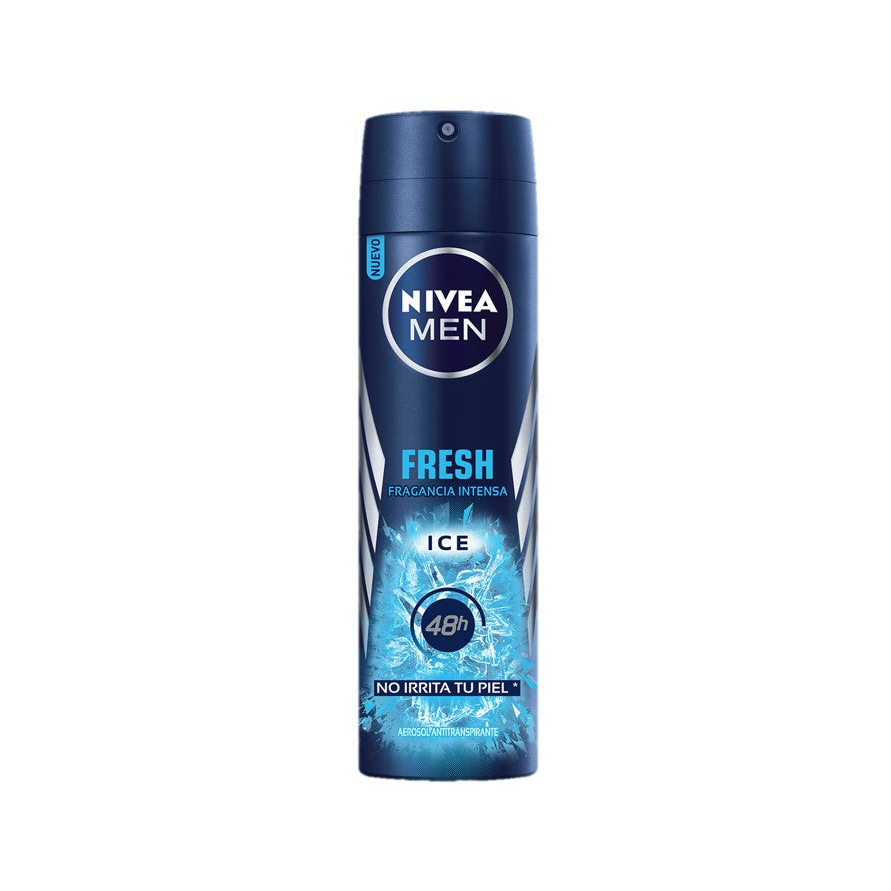 NUEVO
NIVEA
MEN
FRESH
FRAGANCIA INTENSA
ICE
48h
NO IRRITA TU PIEL *
AEROSOL ANTITRANSPIRANTE